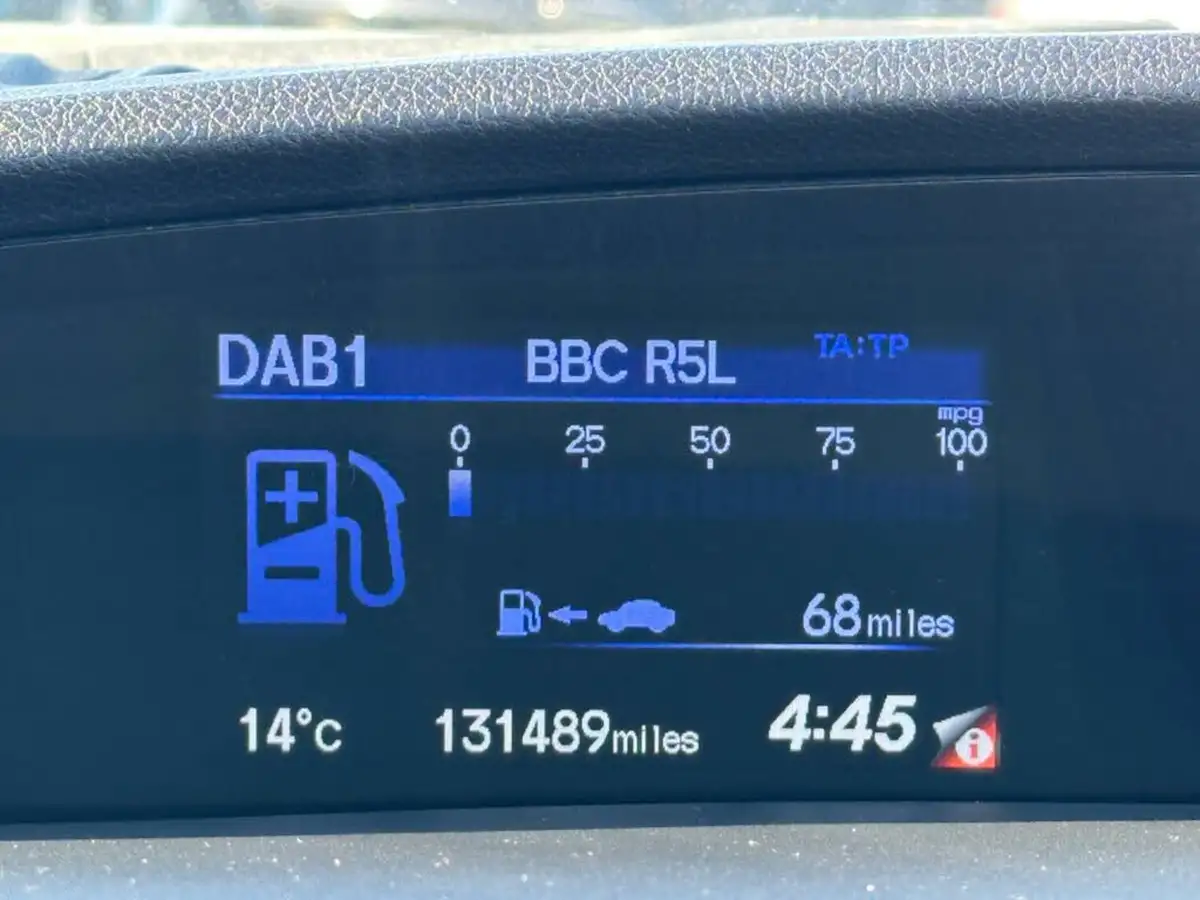 DAB1 BBC R5L TA:TP
mpg
0 25 50 75 100
68miles
14°C 131489miles 4:45 i